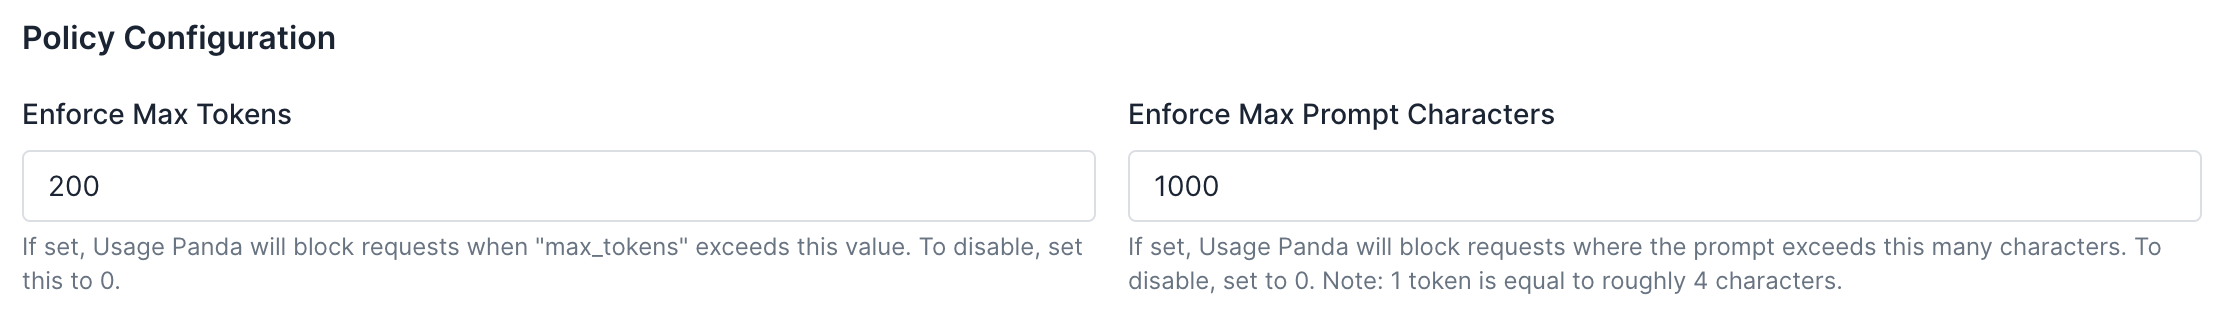 Policy Configuration
Enforce Max Tokens
200
If set, Usage Panda will block requests when "max_tokens" exceeds this value. To disable, set
this to 0.
Enforce Max Prompt Characters
1000
If set, Usage Panda will block requests where the prompt exceeds this many characters. To
disable, set to 0. Note: 1 token is equal to roughly 4 characters.